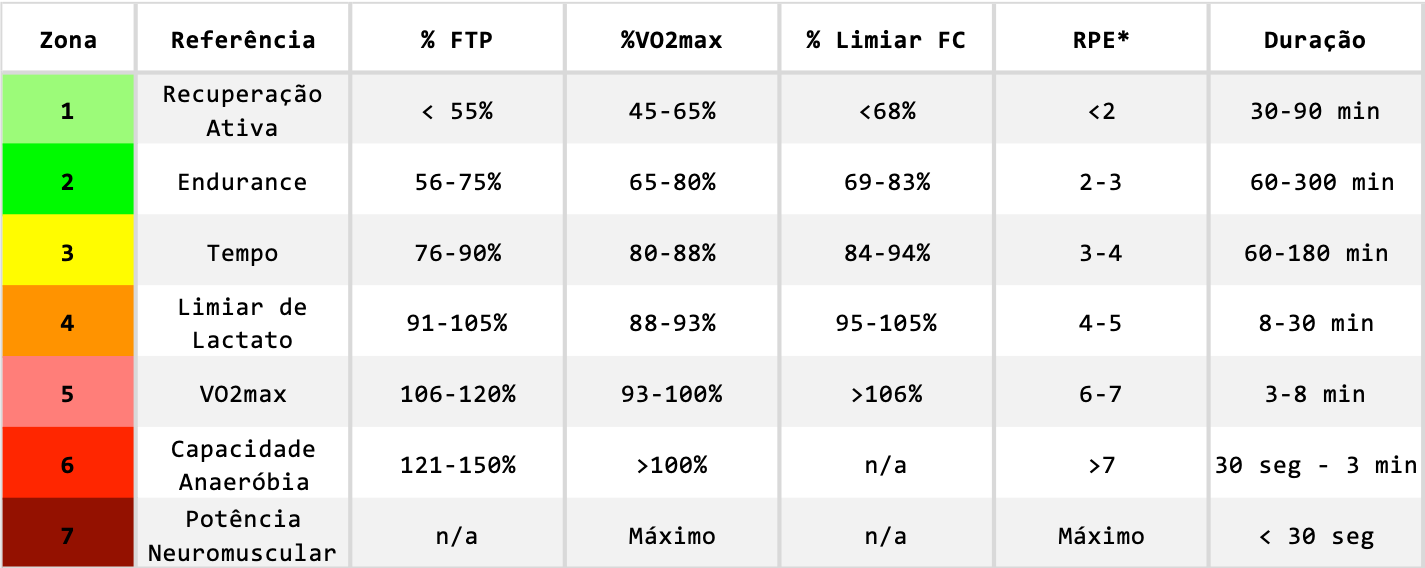 Zona Referência % FTP %VO2max % Limiar FC RPE* Duração
1 Recuperação Ativa < 55% 45-65% <68% <2 30-90 min
2 Endurance 56-75% 65-80% 69-83% 2-3 60-300 min
3 Tempo 76-90% 80-88% 84-94% 3-4 60-180 min
4 Limiar de Lactato 91-105% 88-93% 95-105% 4-5 8-30 min
5 VO2max 106-120% 93-100% >106% 6-7 3-8 min
6 Capacidade Anaeróbia 121-150% >100% n/a >7 30 seg - 3 min
7 Potência Neuromuscular n/a Máximo n/a Máximo < 30 seg